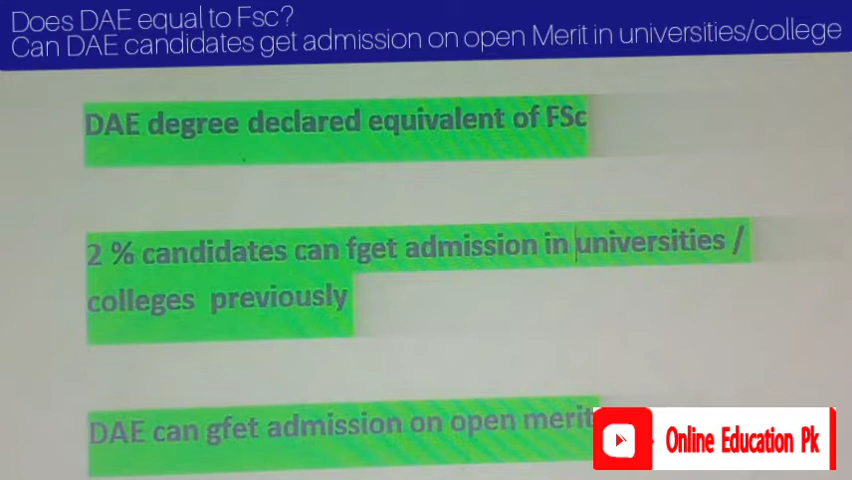 Does DAE equal to Fsc?
Can DAE candidates get admission on open Merit in universities/college
DAE degree declared equivalent of FSc
2 % candidates can fget admission in universities /
colleges previously
DAE can gfet admission on open merit
Online Education Pk